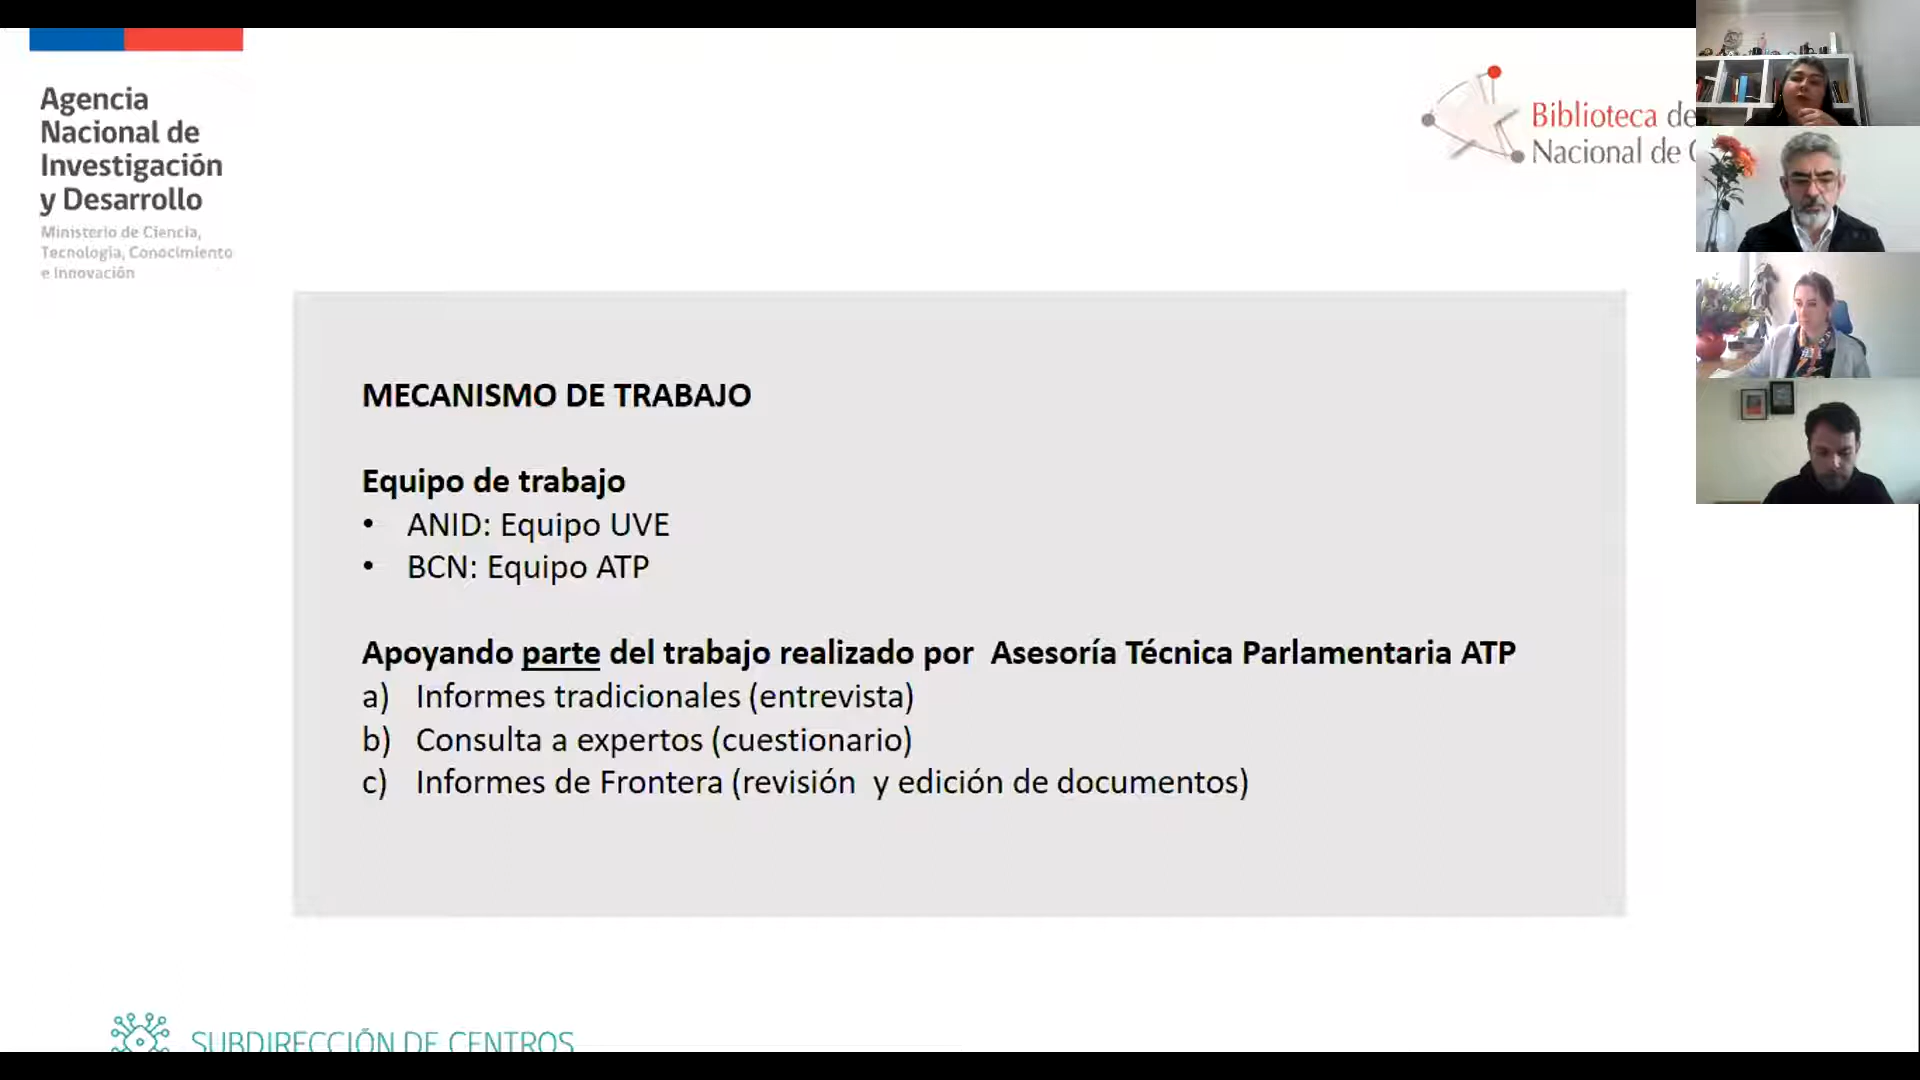 Agencia
Nacional de
Investigación
y Desarrollo
Ministerio de Ciencia,
Tecnología, Conocimiento
e Innovación
Biblioteca de
Nacional de
MECANISMO DE TRABAJO
Equipo de trabajo
• ANID: Equipo UVE
• BCN: Equipo ATP
Apoyando parte del trabajo realizado por Asesoría Técnica Parlamentaria ATP
a) Informes tradicionales (entrevista)
b) Consulta a expertos (cuestionario)
c) Informes de Frontera (revisión y edición de documentos)
SUBDIRECCIÓN DE CENTROS